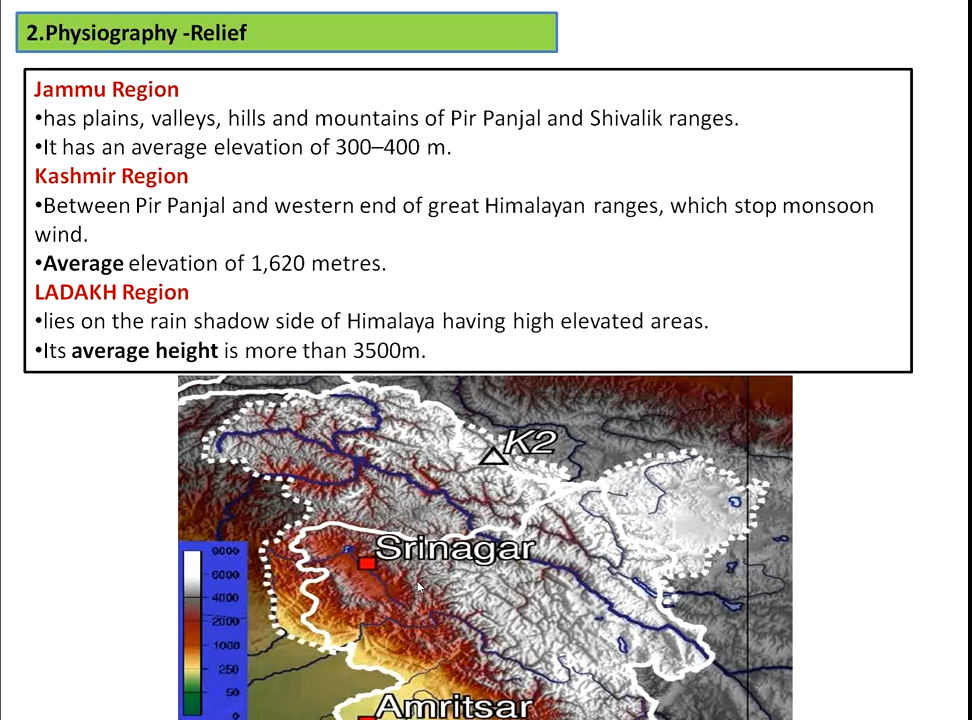 2.Physiography -Relief
Jammu Region
•has plains, valleys, hills and mountains of Pir Panjal and Shivalik ranges.
•It has an average elevation of 300–400 m.
Kashmir Region
•Between Pir Panjal and western end of great Himalayan ranges, which stop monsoon
wind.
•Average elevation of 1,620 metres.
LADAKH Region
•lies on the rain shadow side of Himalaya having high elevated areas.
•Its average height is more than 3500m.
K2
Srinagar
9000
6000
4000
2000
1000
250
50
0
Amritsar